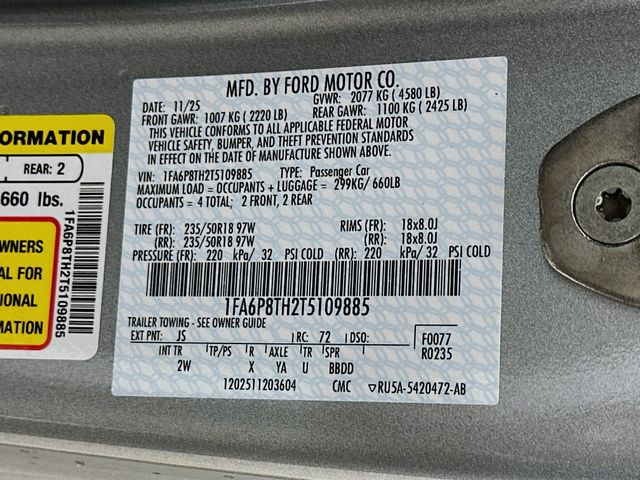 ORMATION
REAR: 2
660 lbs.
WNERS
AL FOR
IONAL
RMATION
1FA6P8TH2T5109885
MFD. BY FORD MOTOR CO.
DATE: 11/25 GVWR: 2077 KG ( 4580 LB)
FRONT GAWR: 1007 KG ( 2220 LB) REAR GAWR: 1100 KG ( 2425 LB)
THIS VEHICLE CONFORMS TO ALL APPLICABLE FEDERAL MOTOR
VEHICLE SAFETY, BUMPER, AND THEFT PREVENTION STANDARDS
IN EFFECT ON THE DATE OF MANUFACTURE SHOWN ABOVE.
VIN: 1FA6P8TH2T5109885 TYPE: Passenger Car
MAXIMUM LOAD = OCCUPANTS + LUGGAGE = 299KG/ 660LB
OCCUPANTS = 4 TOTAL; 2 FRONT, 2 REAR
TIRE (FR): 235/50R18 97W RIMS (FR): 18x8.0J
(RR): 235/50R18 97W (RR): 18x8.0J
PRESSURE (FR): 220 kPa/ 32 PSI COLD (RR): 220 kPa/ 32 PSI COLD
1FA6P8TH2T5109885
TRAILER TOWING - SEE OWNER GUIDE
EXT PNT: JS RC: 72 DSO: F0077
R0235
INT TR TP/PS R AXLE TR SPR
2W X YA U BBDD
1202511203604 CMC RU5A-5420472-AB